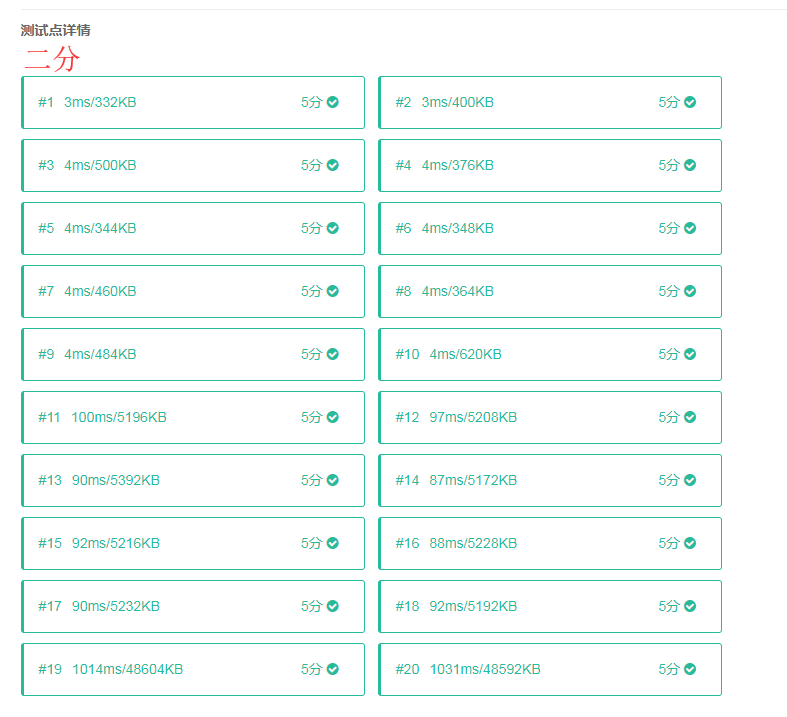 测试点详情
二分
#1 3ms/332KB 5分
#2 3ms/400KB 5分
#3 4ms/500KB 5分
#4 4ms/376KB 5分
#5 4ms/344KB 5分
#6 4ms/348KB 5分
#7 4ms/460KB 5分
#8 4ms/364KB 5分
#9 4ms/484KB 5分
#10 4ms/620KB 5分
#11 100ms/5196KB 5分
#12 97ms/5208KB 5分
#13 90ms/5392KB 5分
#14 87ms/5172KB 5分
#15 92ms/5216KB 5分
#16 88ms/5228KB 5分
#17 90ms/5232KB 5分
#18 92ms/5192KB 5分
#19 1014ms/48604KB 5分
#20 1031ms/48592KB 5分